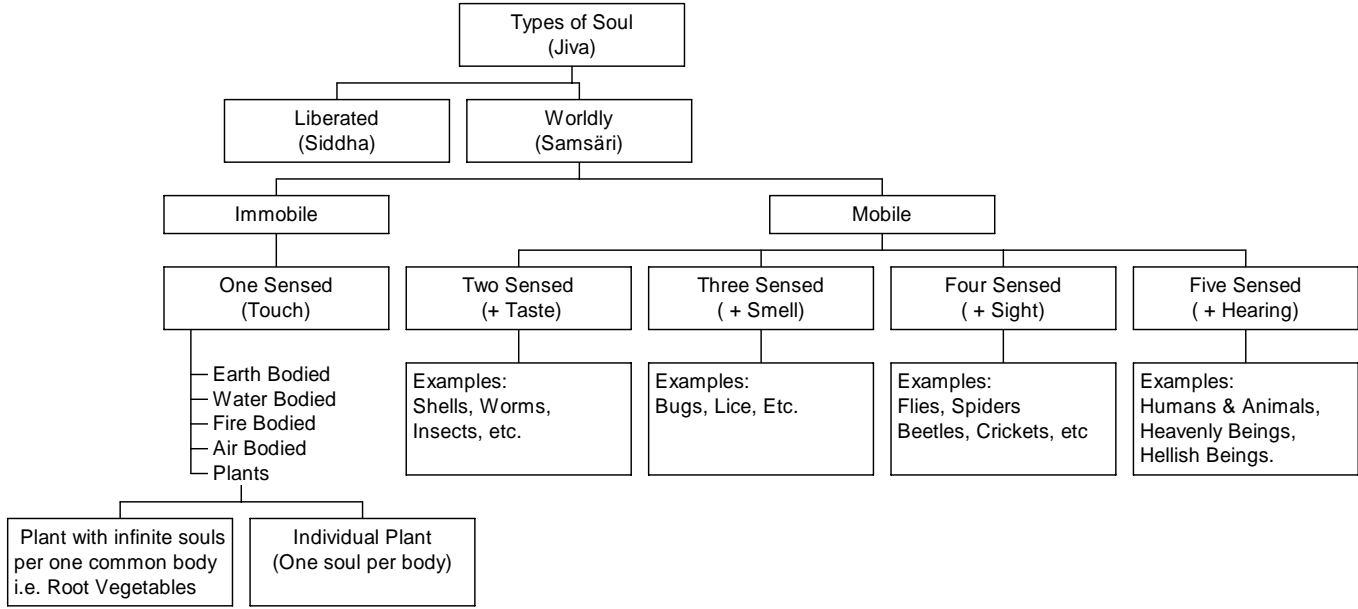 Types of Soul
(Jiva)
Liberated
(Siddha)
Worldly
(Samsäri)
Immobile
Mobile
One Sensed
(Touch)
Two Sensed
(+ Taste)
Three Sensed
( + Smell)
Four Sensed
( + Sight)
Five Sensed
( + Hearing)
Earth Bodied
Water Bodied
Fire Bodied
Air Bodied
Plants
Examples:
Shells, Worms,
Insects, etc.
Examples:
Bugs, Lice, Etc.
Examples:
Flies, Spiders
Beetles, Crickets, etc
Examples:
Humans & Animals,
Heavenly Beings,
Hellish Beings.
Plant with infinite souls
per one common body
i.e. Root Vegetables
Individual Plant
(One soul per body)